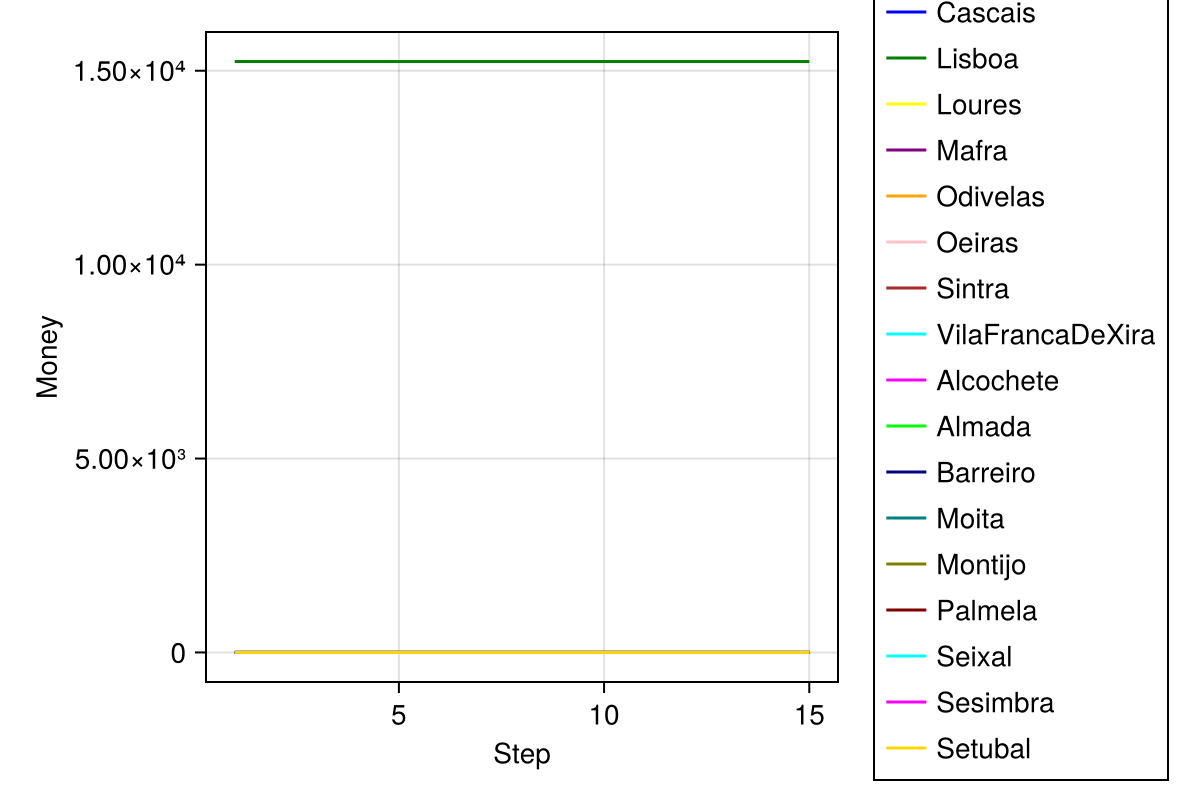 1.50×10⁴
1.00×10⁴
5.00×10³
0
5
10
15
Money
Step
Cascais
Lisboa
Loures
Mafra
Odivelas
Oeiras
Sintra
VilaFrancaDeXira
Alcochete
Almada
Barreiro
Moita
Montijo
Palmela
Seixal
Sesimbra
Setubal